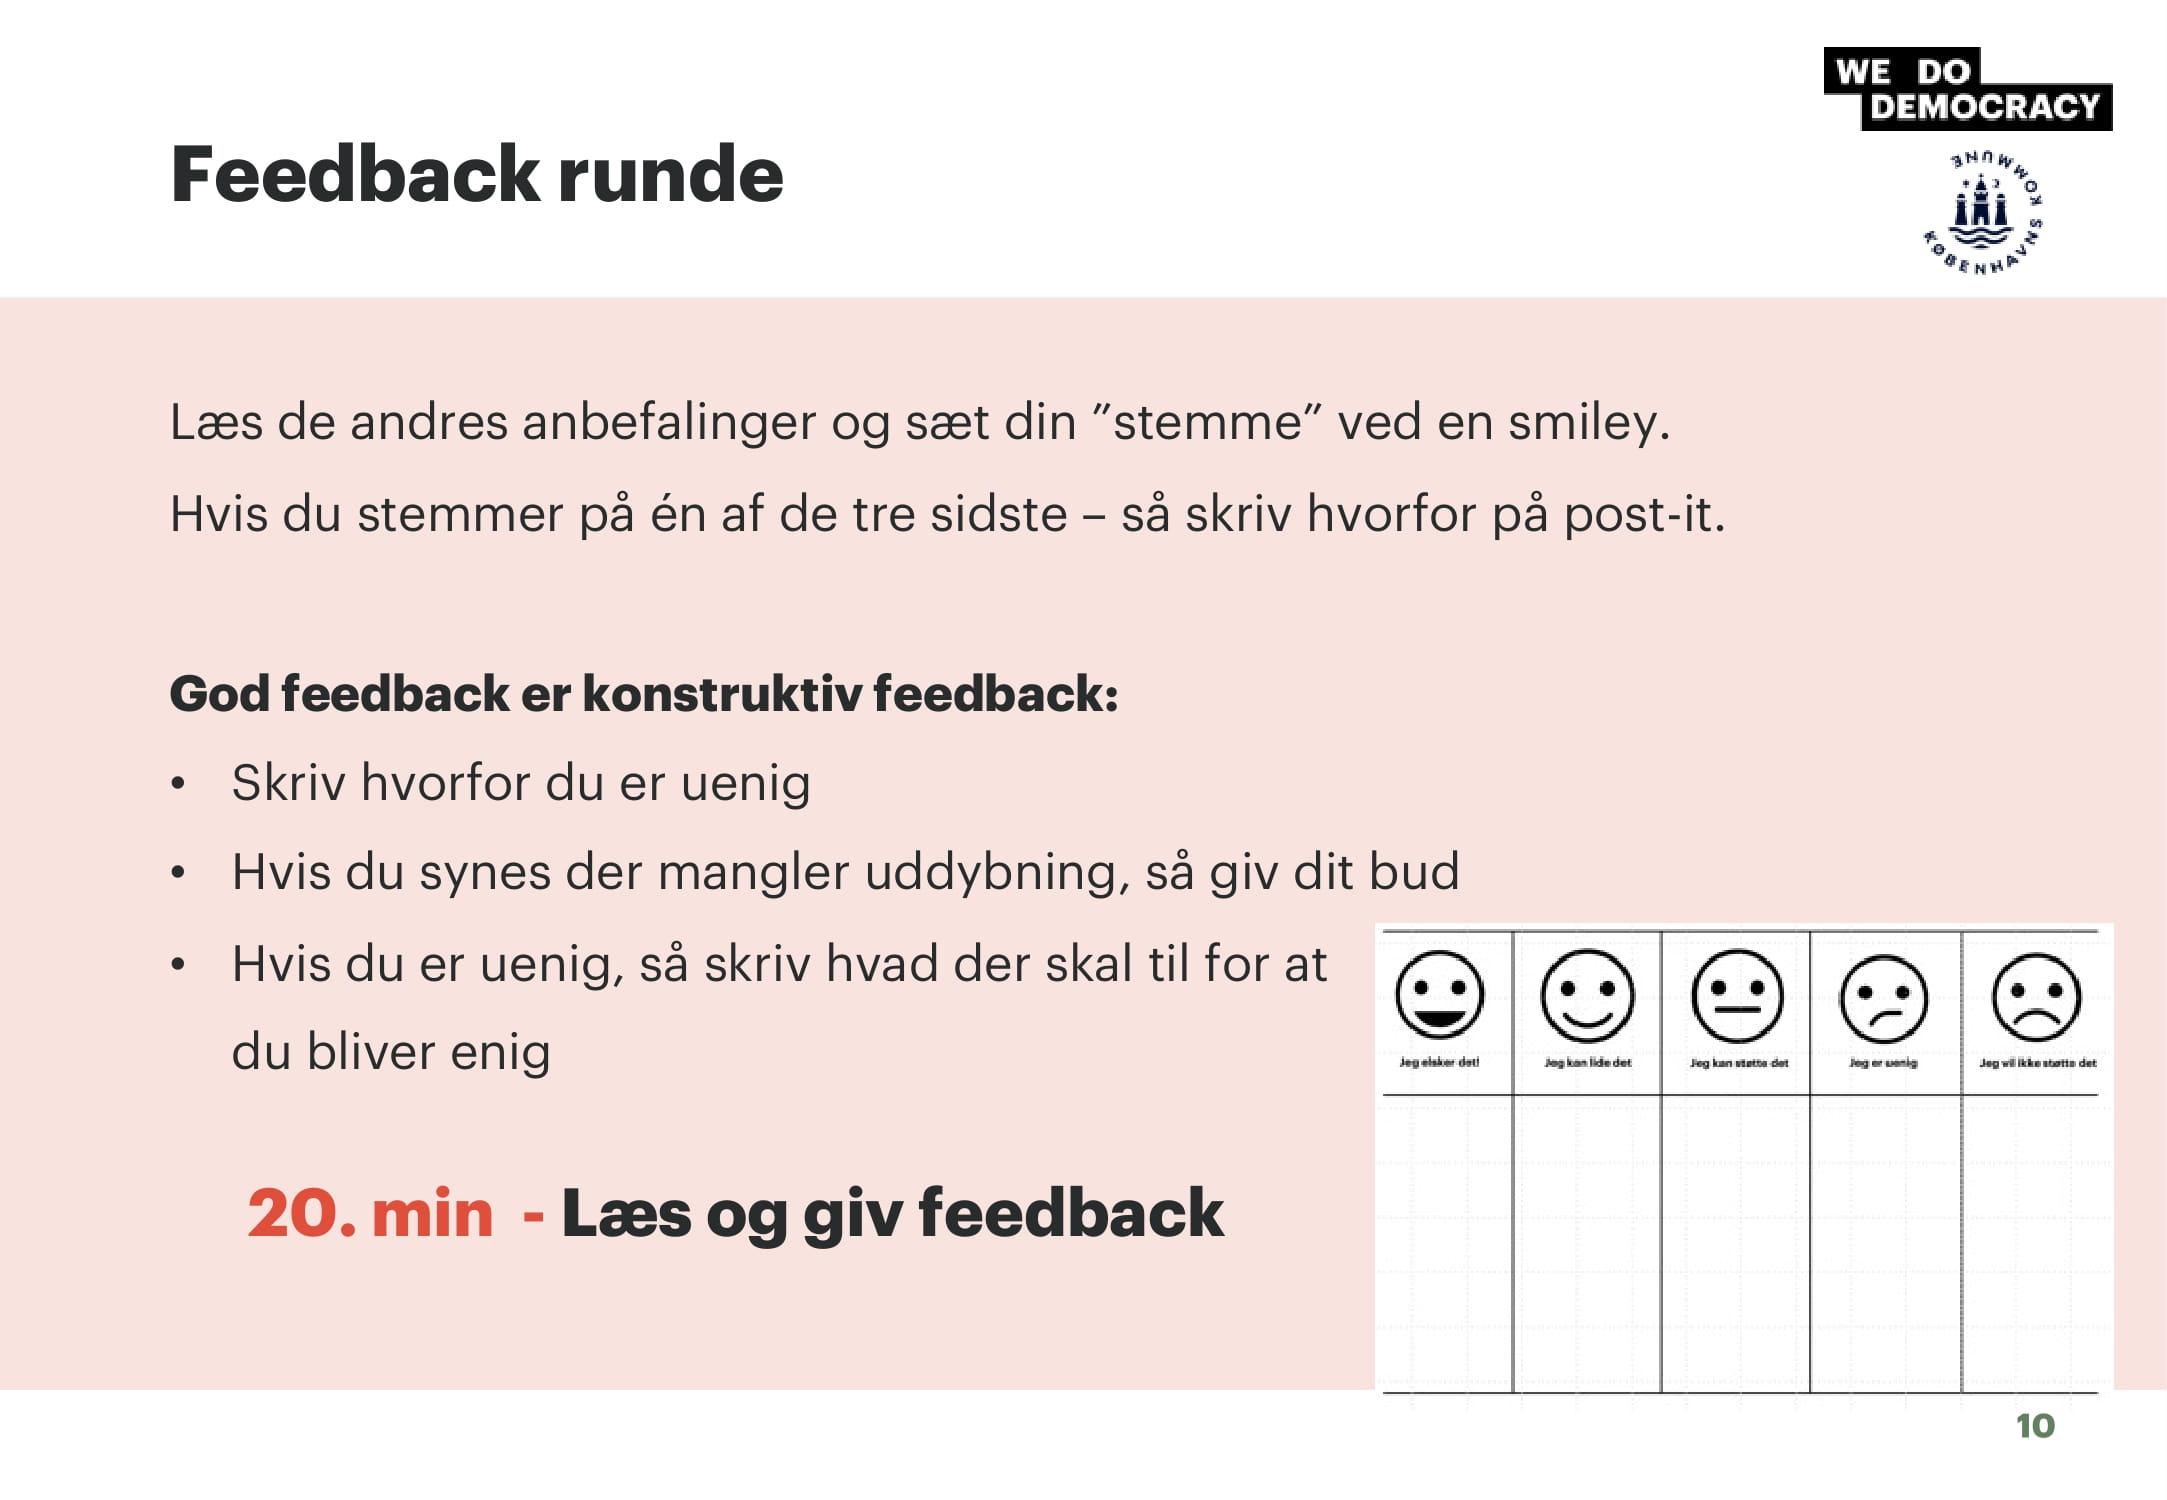 WE DO
DEMOCRACY
KØBENHAVNS KOMMUNE
Feedback runde
Læs de andres anbefalinger og sæt din ”stemme” ved en smiley.
Hvis du stemmer på én af de tre sidste – så skriv hvorfor på post-it.
God feedback er konstruktiv feedback:
• Skriv hvorfor du er uenig
• Hvis du synes der mangler uddybning, så giv dit bud
• Hvis du er uenig, så skriv hvad der skal til for at
du bliver enig
20. min - Læs og giv feedback
Jeg elsker det!
Jeg kan lide det
Jeg kan støtte det
Jeg er uenig
Jeg vil ikke støtte det
10